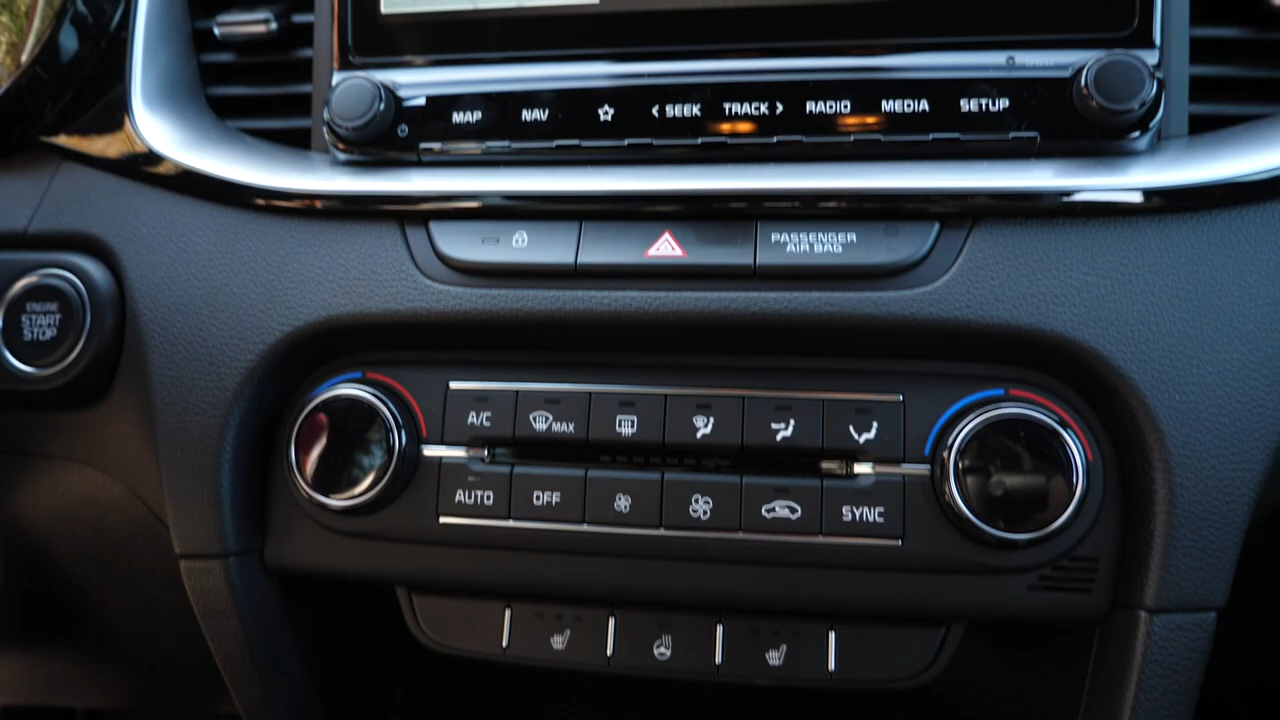 MAP NAV < SEEK TRACK > RADIO MEDIA SETUP
PASSENGER
AIR BAG
ENGINE
START
STOP
A/C MAX
AUTO OFF SYNC